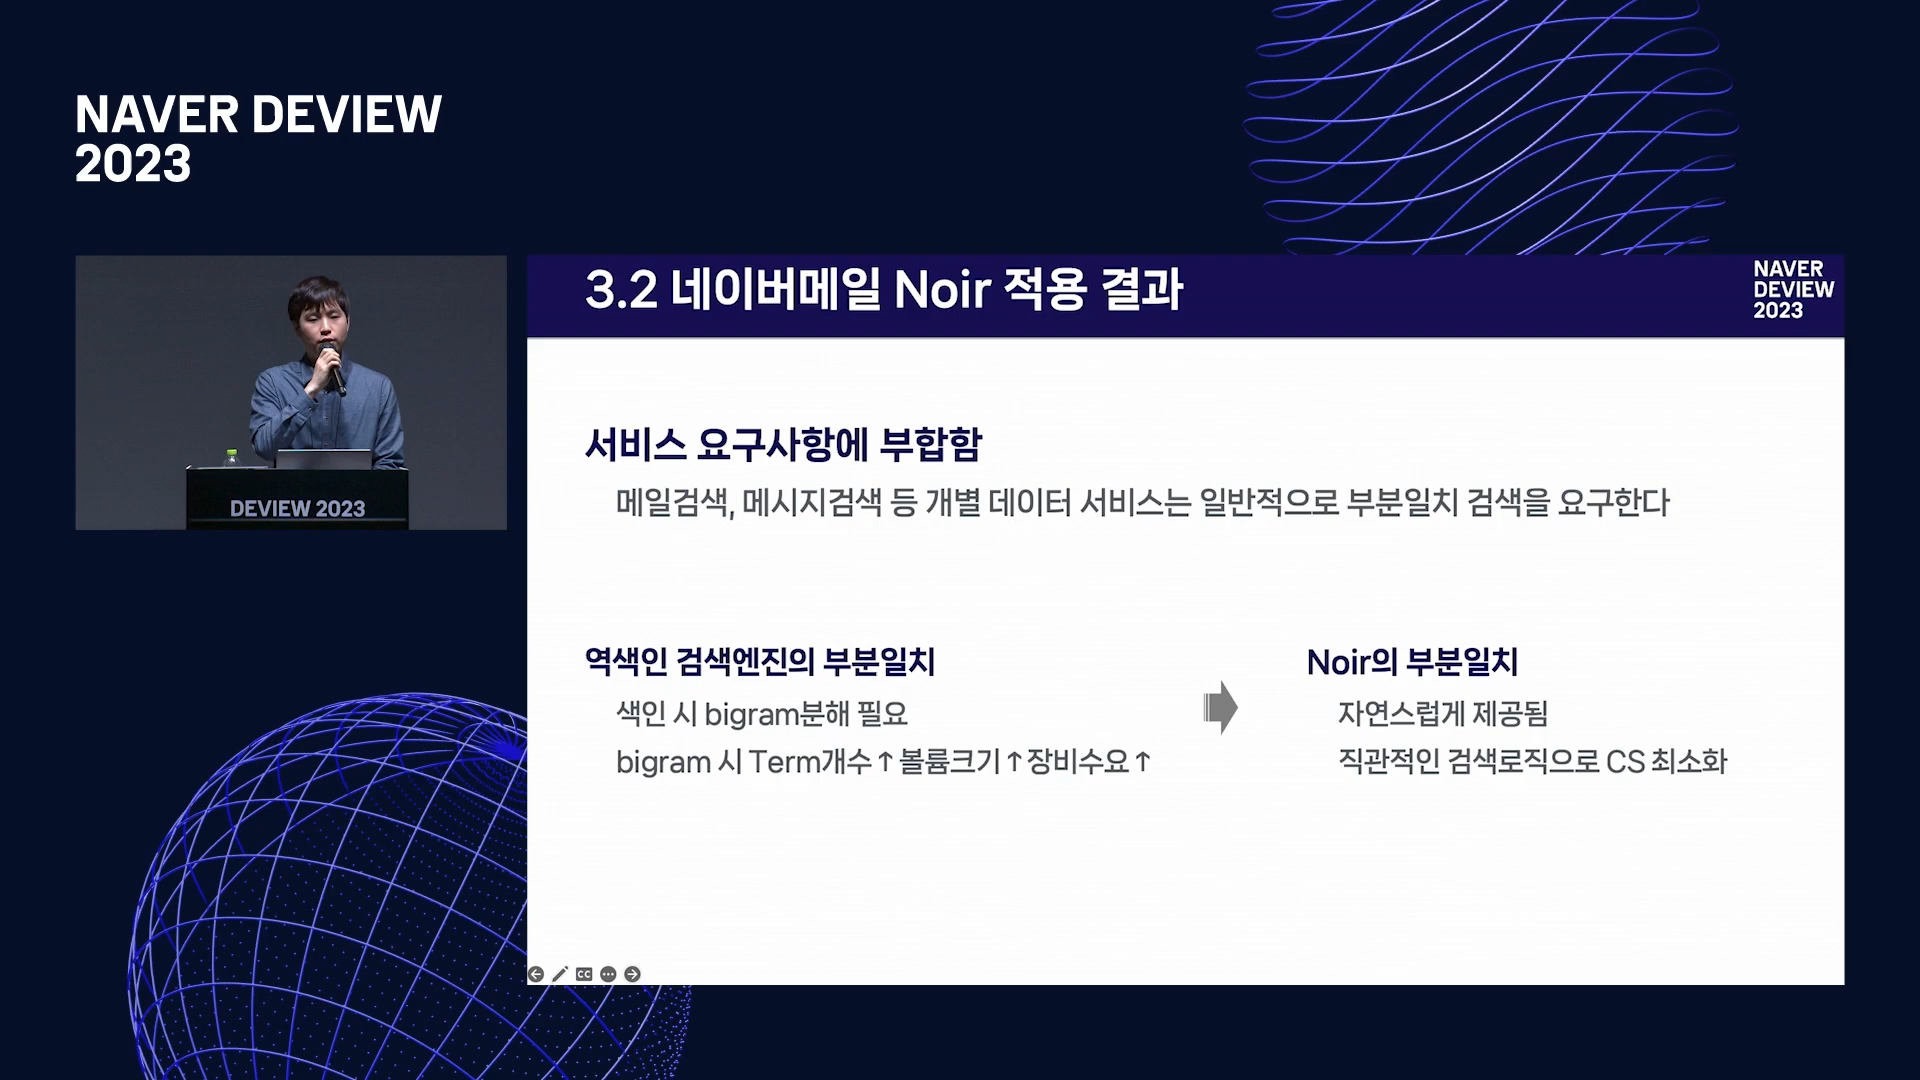 NAVER DEVIEW
2023
DEVIEW 2023
3.2 네이버메일 Noir 적용 결과
NAVER
DEVIEW
2023
서비스 요구사항에 부합함
메일검색, 메시지검색 등 개별 데이터 서비스는 일반적으로 부분일치 검색을 요구한다
역색인 검색엔진의 부분일치
색인 시 bigram분해 필요
bigram 시 Term개수↑볼륨크기↑장비수요↑
Noir의 부분일치
자연스럽게 제공됨
직관적인 검색로직으로 CS 최소화
CC